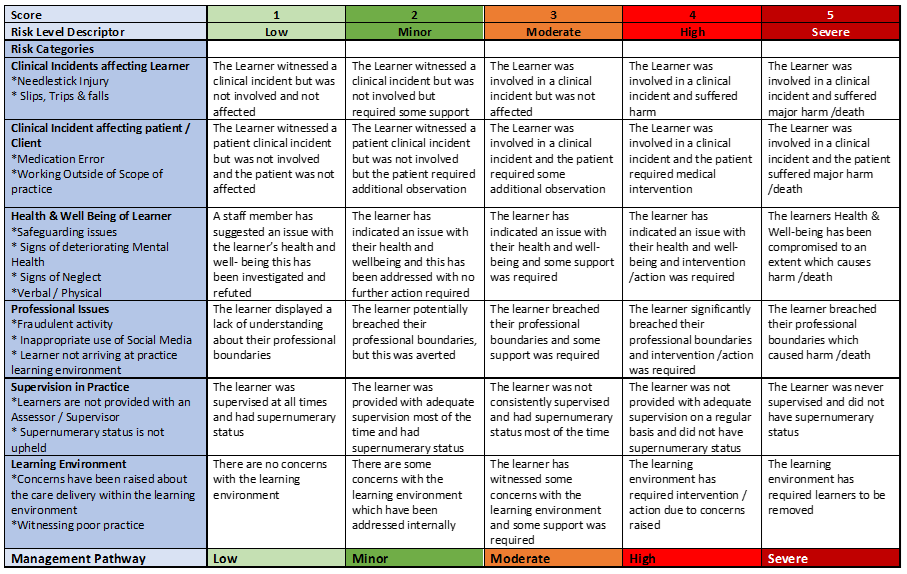 Score 1 2 3 4 5
Risk Level Descriptor Low Minor Moderate High Severe
Risk Categories
Clinical Incidents affecting Learner
*Needlestick Injury
* Slips, Trips & falls
The Learner witnessed a
clinical incident but was
not involved and not
affected
The Learner witnessed a
clinical incident but was
not involved but
required some support
The Learner was
involved in a clinical
incident but was not
affected
The Learner was
involved in a clinical
incident and suffered
harm
The Learner was
involved in a clinical
incident and suffered
major harm /death
Clinical Incident affecting patient /
Client
*Medication Error
*Working Outside of Scope of
practice
The Learner witnessed a
patient clinical incident
but was not involved
and the patient was not
affected
The Learner witnessed a
patient clinical incident
but was not involved
but the patient required
additional observation
The Learner was
involved in a clinical
incident and the patient
required some
additional observation
The Learner was
involved in a clinical
incident and the patient
required medical
intervention
The Learner was
involved in a clinical
incident and the patient
suffered major harm
/death
Health & Well Being of Learner
*Safeguarding issues
* Signs of deteriorating Mental
Health
* Signs of Neglect
*Verbal / Physical
A staff member has
suggested an issue with
the learner's health and
well- being this has
been investigated and
refuted
The learner has
indicated an issue with
their health and
wellbeing and this has
been addressed with no
further action required
The learner has
indicated an issue with
their health and well-
being and some support
was required
The learner has
indicated an issue with
their health and well-
being and intervention
/action was required
The learners Health &
Well-being has been
compromised to an
extent which causes
harm /death
Professional Issues
*Fraudulent activity
* Inappropriate use of Social Media
* Learner not arriving at practice
learning environment
The learner displayed a
lack of understanding
about their professional
boundaries
The learner potentially
breached their
professional boundaries,
but this was averted
The learner breached
their professional
boundaries and some
support was required
The learner significantly
breached their
professional boundaries
and intervention /action
was required
The learner breached
their professional
boundaries which
caused harm /death
Supervision in Practice
*Learners are not provided with an
Assessor / Supervisor
* Supernumerary status is not
upheld
The learner was
supervised at all times
and had supernumerary
status
The learner was
provided with adequate
supervision most of the
time and had
supernumerary status
The learner was not
consistently supervised
and had supernumerary
status most of the time
The learner was not
provided with adequate
supervision on a regular
basis and did not have
supernumerary status
The Learner was never
supervised and did not
have supernumerary
status
Learning Environment
*Concerns have been raised about
the care delivery within the learning
environment
*Witnessing poor practice
There are no concerns
with the learning
environment
There are some
concerns with the
learning environment
which have been
addressed internally
The learner has
witnessed some
concerns with the
learning environment
and some support was
required
The learning
environment has
required intervention /
action due to concerns
raised
The learning
environment has
required learners to be
removed
Management Pathway Low Minor Moderate High Severe